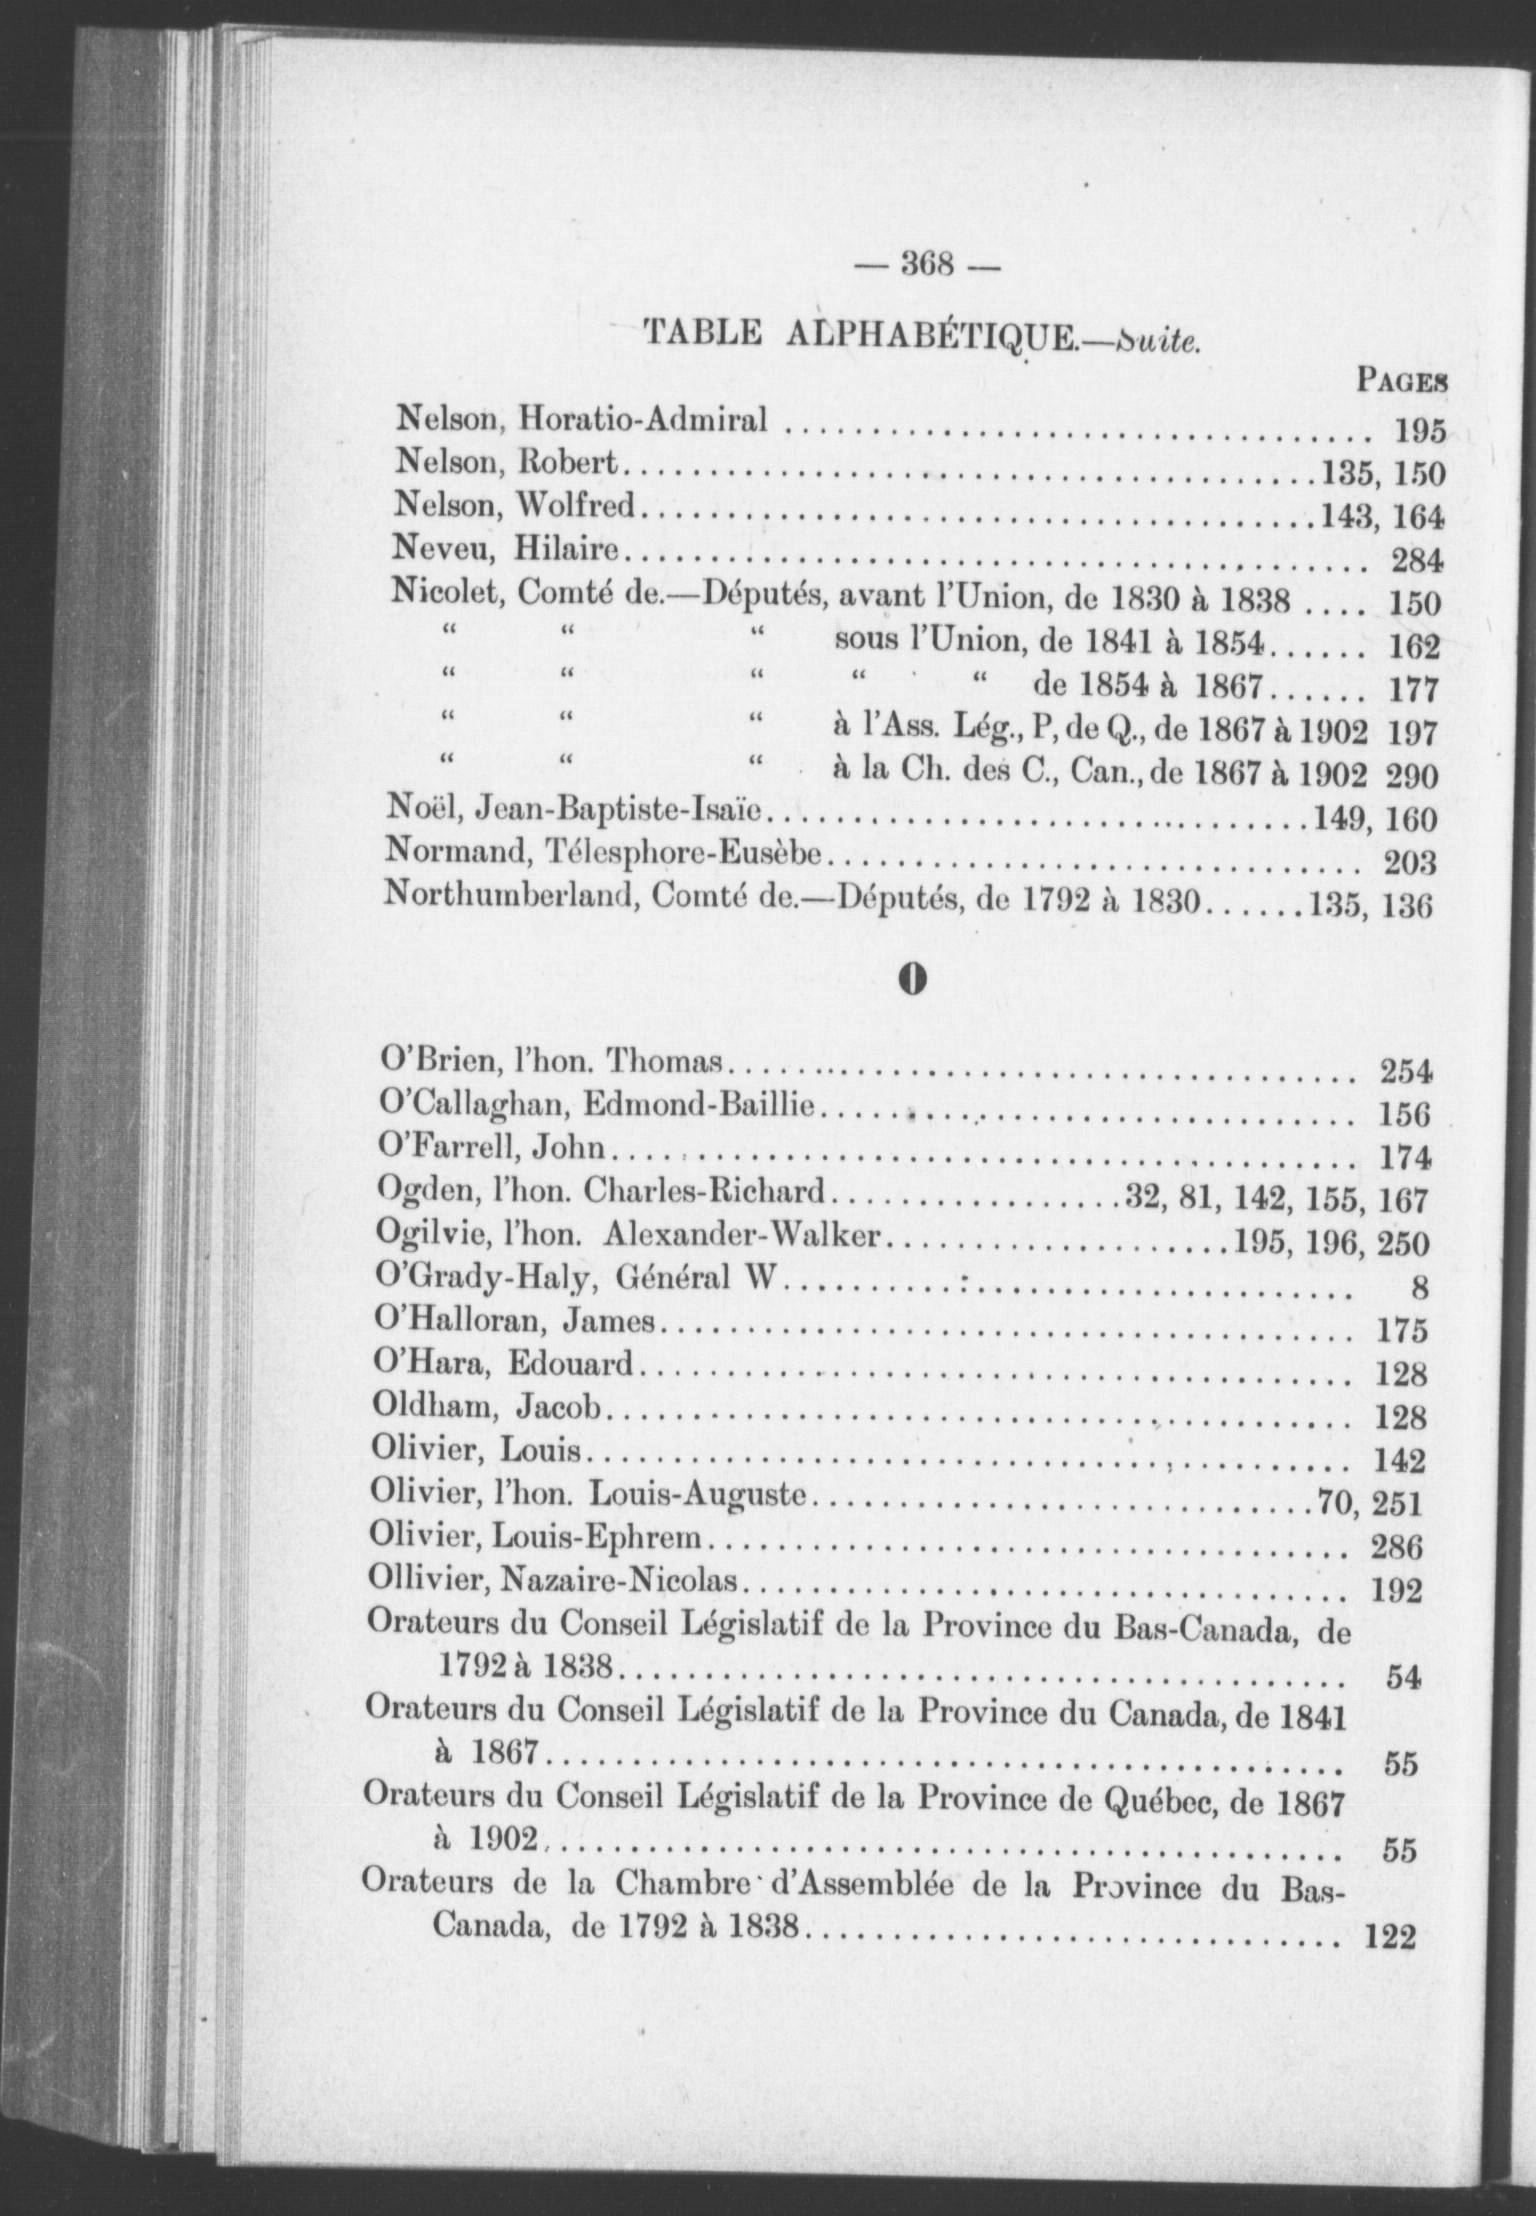 — 368 —
TABLE ALPHABÉTIQUE.—Suite.
PAGES
Nelson, Horatio-Admiral ........................................ 195
Nelson, Robert........................................135, 150
Nelson, Wolfred........................................143, 164
Neveu, Hilaire........................................ 284
Nicolet, Comté de.—Députés, avant l'Union, de 1830 à 1838 .... 150
“ “ “ sous l'Union, de 1841 à 1854...... 162
“ “ “ “ “ de 1854 à 1867...... 177
“ “ “ à l'Ass. Lég., P, de Q., de 1867 à 1902 197
“ “ “ à la Ch. des C., Can., de 1867 à 1902 290
Noël, Jean-Baptiste-Isaïe................................149, 160
Normand, Télesphore-Eusèbe................................ 203
Northumberland, Comté de.—Députés, de 1792 à 1830......135, 136
O
O'Brien, l'hon. Thomas..................................... 254
O'Callaghan, Edmond-Baillie................................ 156
O'Farrell, John............................................ 174
Ogden, l'hon. Charles-Richard.................32, 81, 142, 155, 167
Ogilvie, l'hon. Alexander-Walker....................195, 196, 250
O'Grady-Haly, Général W.................................. 8
O'Halloran, James........................................ 175
O'Hara, Edouard.......................................... 128
Oldham, Jacob............................................ 128
Olivier, Louis............................................. 142
Olivier, l'hon. Louis-Auguste..............................70, 251
Olivier, Louis-Ephrem...................................... 286
Ollivier, Nazaire-Nicolas.................................... 192
Orateurs du Conseil Législatif de la Province du Bas-Canada, de
1792 à 1838........................................... 54
Orateurs du Conseil Législatif de la Province du Canada, de 1841
à 1867................................................ 55
Orateurs du Conseil Législatif de la Province de Québec, de 1867
à 1902................................................ 55
Orateurs de la Chambre d'Assemblée de la Province du Bas-
Canada, de 1792 à 1838................................ 122